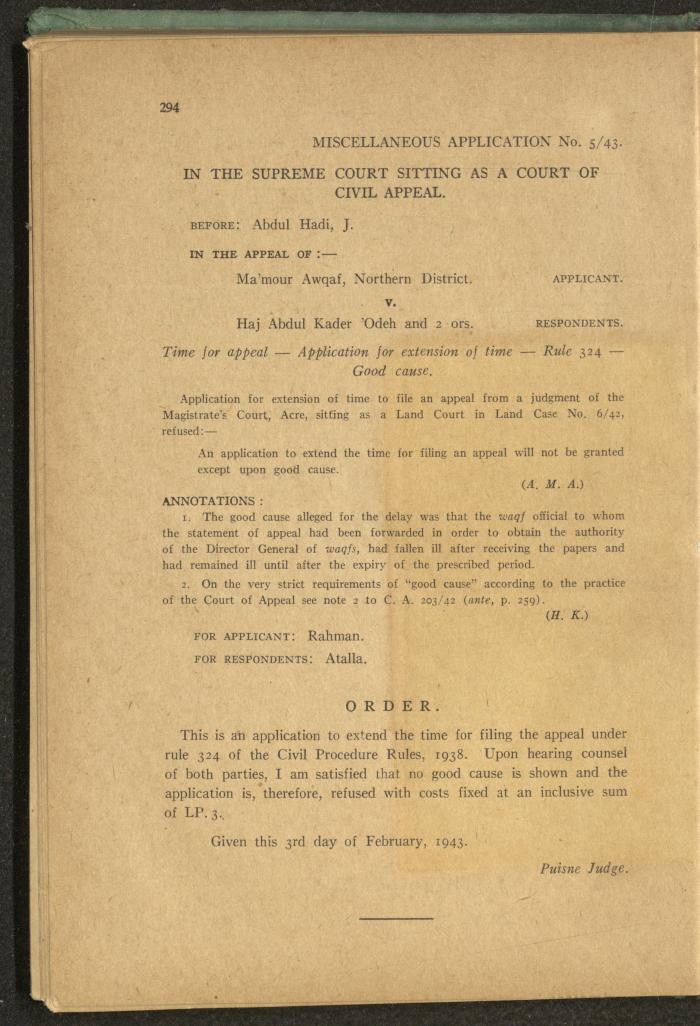 294
MISCELLANEOUS APPLICATION No. 5/43.
IN THE SUPREME COURT SITTING AS A COURT OF
CIVIL APPEAL.
BEFORE: Abdul Hadi, J.
IN THE APPEAL OF :—
Ma'mour Awqaf, Northern District. APPLICANT.
v.
Haj Abdul Kader 'Odeh and 2 ors. RESPONDENTS.
Time for appeal — Application for extension of time — Rule 324 —
Good cause.
Application for extension of time to file an appeal from a judgment of the
Magistrate's Court, Acre, sitting as a Land Court in Land Case No. 6/42,
refused:—
An application to extend the time for filing an appeal will not be granted
except upon good cause.
(A. M. A.)
ANNOTATIONS :
1. The good cause alleged for the delay was that the waqf official to whom
the statement of appeal had been forwarded in order to obtain the authority
of the Director General of waqfs, had fallen ill after receiving the papers and
had remained ill until after the expiry of the prescribed period.
2. On the very strict requirements of "good cause" according to the practice
of the Court of Appeal see note 2 to C. A. 203/42 (ante, p. 259).
(H. K.)
FOR APPLICANT: Rahman.
FOR RESPONDENTS: Atalla.
ORDER.
This is an application to extend the time for filing the appeal under
rule 324 of the Civil Procedure Rules, 1938. Upon hearing counsel
of both parties, I am satisfied that no good cause is shown and the
application is, therefore, refused with costs fixed at an inclusive sum
of LP. 3.
Given this 3rd day of February, 1943.
Puisne Judge.